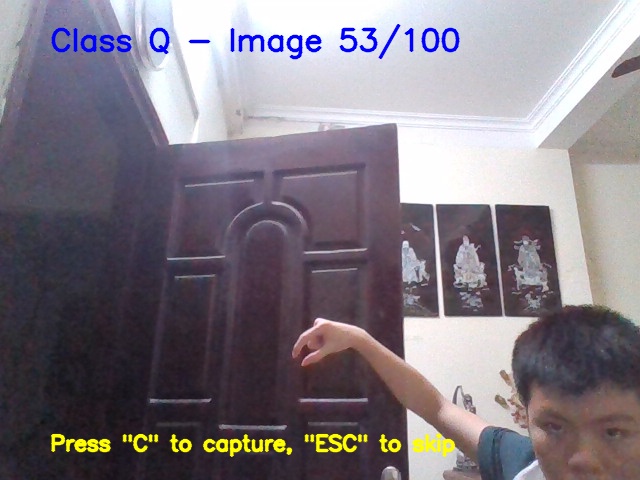 Class Q - Image 53/100
Press "C" to capture, "ESC" to skip